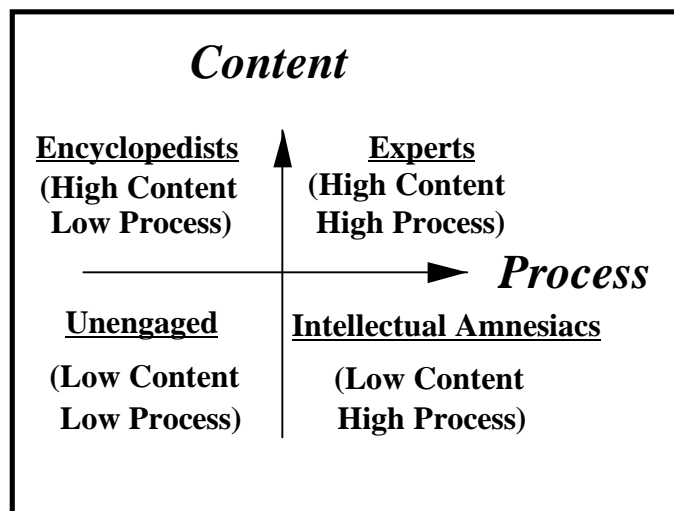 Content
Encyclopedists
(High Content
Low Process)
Experts
(High Content
High Process)
Process
Unengaged
(Low Content
Low Process)
Intellectual Amnesiacs
(Low Content
High Process)